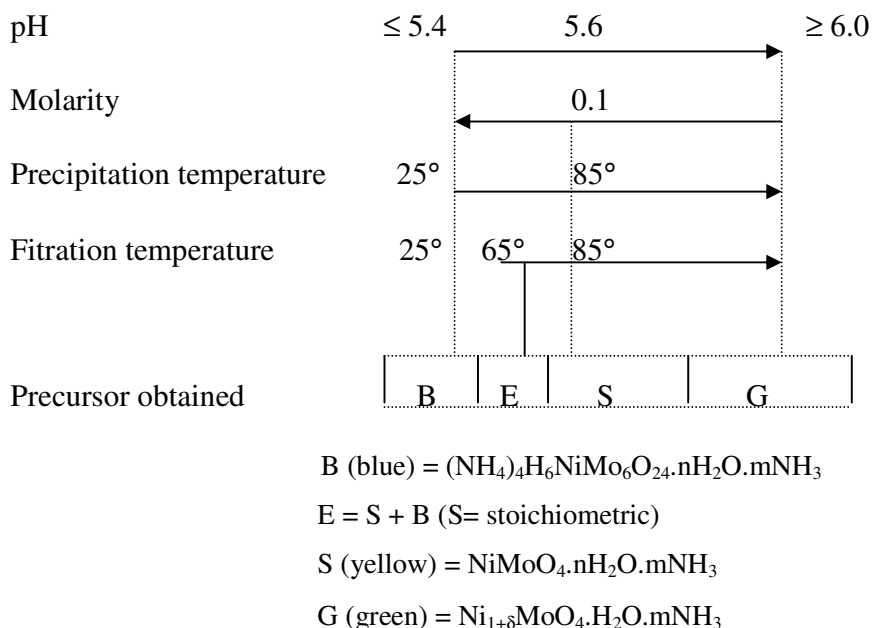 pH ≤ 5.4 5.6 ≥ 6.0
Molarity 0.1
Precipitation temperature 25° 85°
Fitration temperature 25° 65° 85°
Precursor obtained B E S G
B (blue) = (NH₄)₄H₆NiMo₆O₂₄.nH₂O.mNH₃
E = S + B (S= stoichiometric)
S (yellow) = NiMoO₄.nH₂O.mNH₃
G (green) = Ni₁₊δMoO₄.H₂O.mNH₃